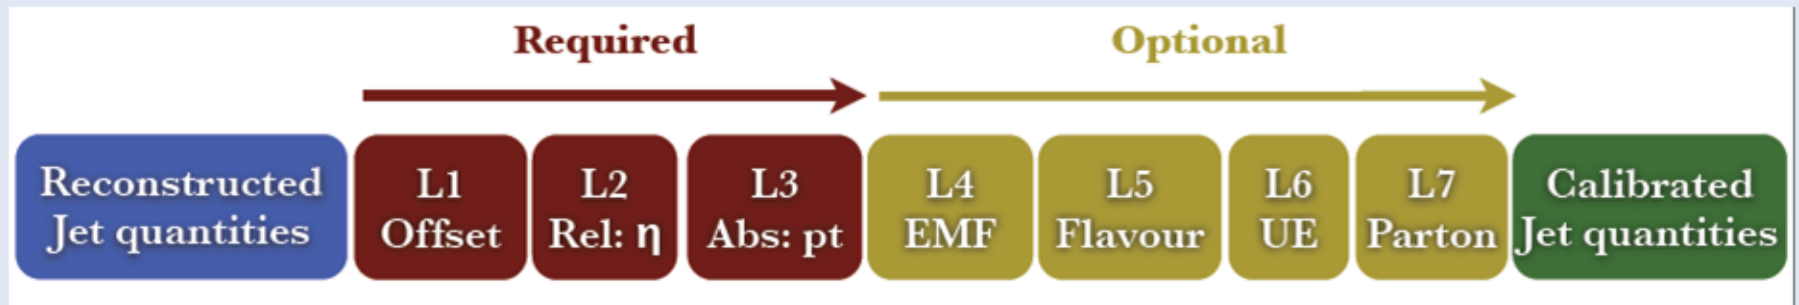 Required
Optional
Reconstructed
Jet quantities
L1
Offset
L2
Rel: η
L3
Abs: pt
L4
EMF
L5
Flavour
L6
UE
L7
Parton
Calibrated
Jet quantities